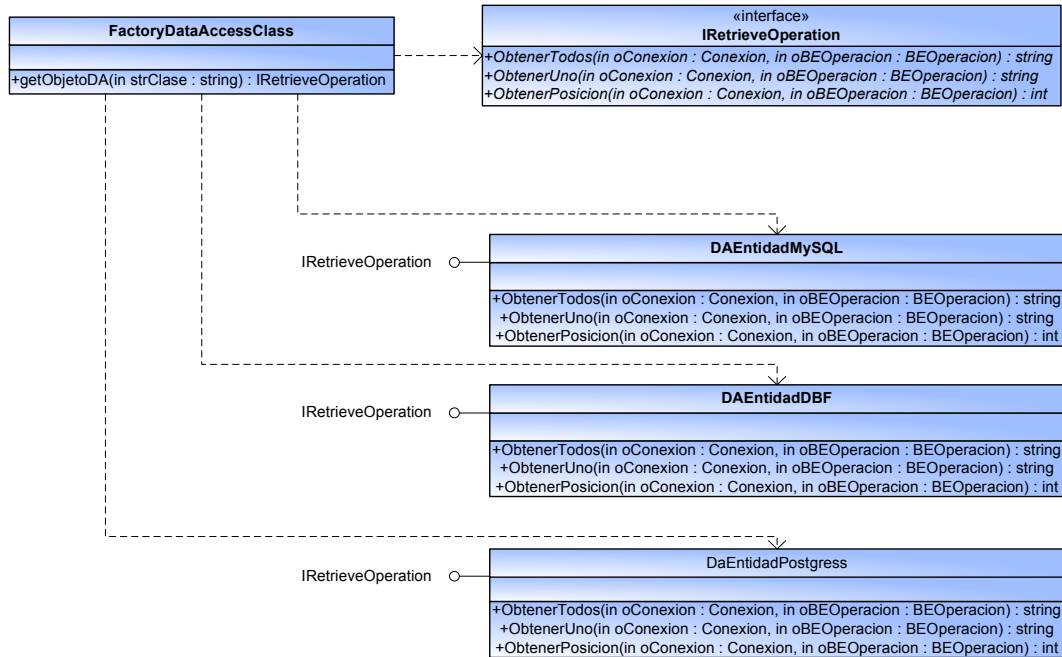 FactoryDataAccessClass
+getObjetoDA(in strClase : string) : IRetrieveOperation
«interface»
IRetrieveOperation
+ObtenerTodos(in oConexion : Conexion, in oBEOperacion : BEOperacion) : string
+ObtenerUno(in oConexion : Conexion, in oBEOperacion : BEOperacion) : string
+ObtenerPosicion(in oConexion : Conexion, in oBEOperacion : BEOperacion) : int
IRetrieveOperation
DAEntidadMySQL
+ObtenerTodos(in oConexion : Conexion, in oBEOperacion : BEOperacion) : string
+ObtenerUno(in oConexion : Conexion, in oBEOperacion : BEOperacion) : string
+ObtenerPosicion(in oConexion : Conexion, in oBEOperacion : BEOperacion) : int
IRetrieveOperation
DAEntidadDBF
+ObtenerTodos(in oConexion : Conexion, in oBEOperacion : BEOperacion) : string
+ObtenerUno(in oConexion : Conexion, in oBEOperacion : BEOperacion) : string
+ObtenerPosicion(in oConexion : Conexion, in oBEOperacion : BEOperacion) : int
IRetrieveOperation
DaEntidadPostgress
+ObtenerTodos(in oConexion : Conexion, in oBEOperacion : BEOperacion) : string
+ObtenerUno(in oConexion : Conexion, in oBEOperacion : BEOperacion) : string
+ObtenerPosicion(in oConexion : Conexion, in oBEOperacion : BEOperacion) : int